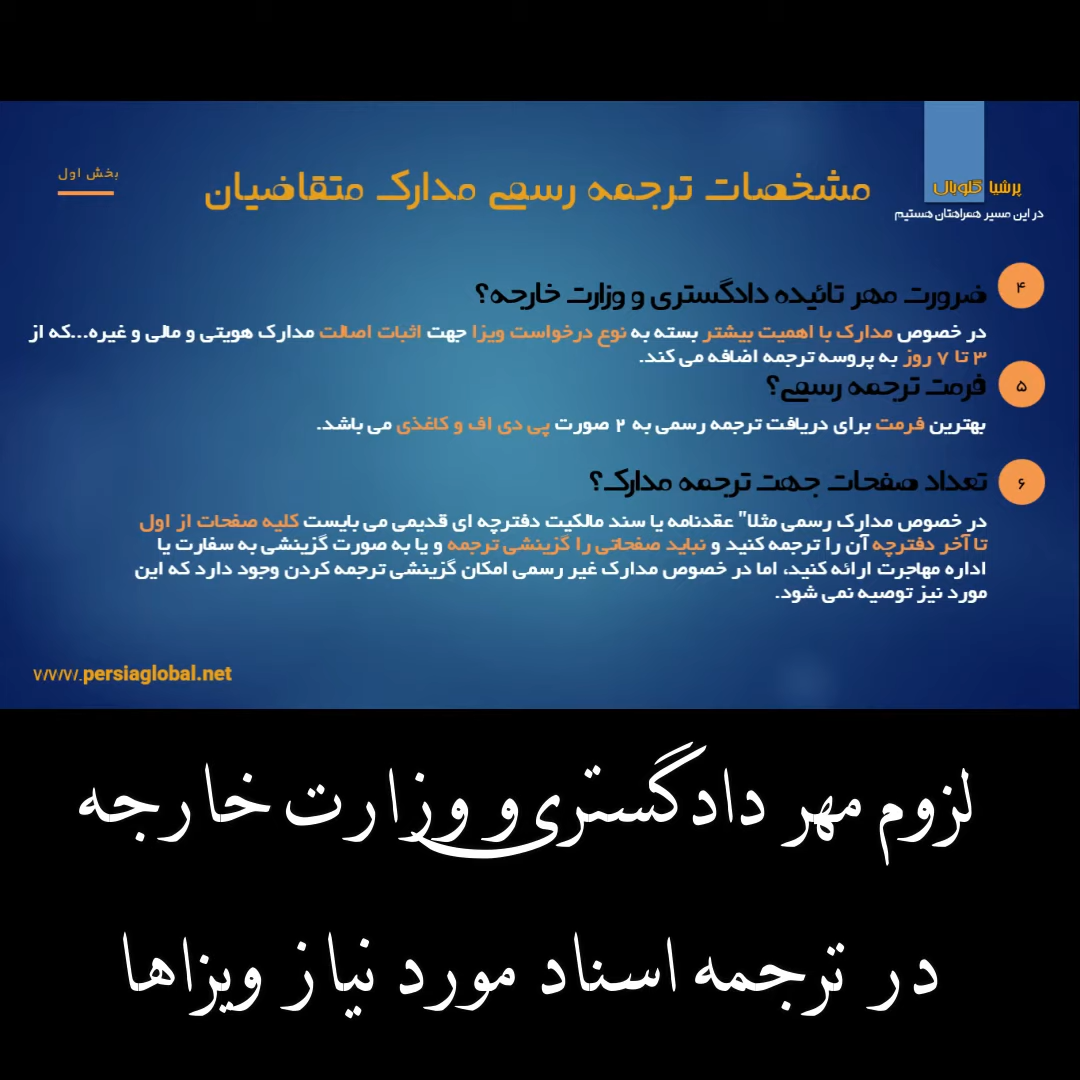 بخش اول
مشخصات ترجمه رسمی مدارک متقاضیان
پرشیا گلوبال
در این مسیر همراهتان هستیم
۴
ضرورت مهر تائیده دادگستری و وزارت خارجه؟
در خصوص مدارک با اهمیت بیشتر بسته به نوع درخواست ویزا جهت اثبات اصالت مدارک هویتی و مالی و غیره...که از
۳ تا ۷ روز به پروسه ترجمه اضافه می کند.
۵
فرمت ترجمه رسمی؟
بهترین فرمت برای دریافت ترجمه رسمی به ۲ صورت پی دی اف و کاغذی می باشد.
۶
تعداد صفحات جهت ترجمه مدارک؟
در خصوص مدارک رسمی مثلا" عقدنامه یا سند مالکیت دفترچه ای قدیمی می بایست کلیه صفحات از اول
تا آخر دفترچه آن را ترجمه کنید و نباید صفحاتی را گزینشی ترجمه و یا به صورت گزینشی به سفارت یا
اداره مهاجرت ارائه کنید، اما در خصوص مدارک غیر رسمی امکان گزینشی ترجمه کردن وجود دارد که این
مورد نیز توصیه نمی شود.
www.persiaglobal.net
لزوم مهر دادگستری و وزارت خارجه
در ترجمه اسناد مورد نیاز ویزاها